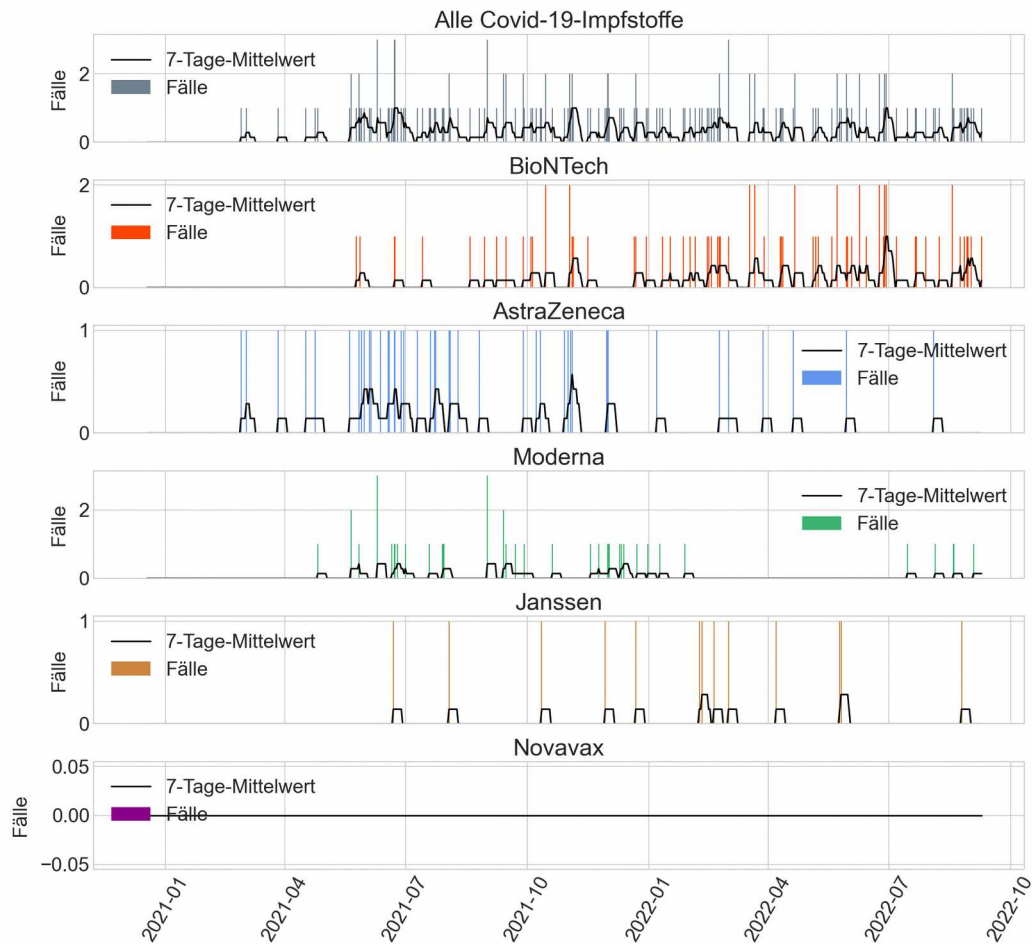 Alle Covid-19-Impfstoffe
7-Tage-Mittelwert
Fälle
Fälle
2
0
BioNTech
7-Tage-Mittelwert
Fälle
Fälle
2
0
AstraZeneca
7-Tage-Mittelwert
Fälle
Fälle
1
0
Moderna
7-Tage-Mittelwert
Fälle
Fälle
2
0
Janssen
7-Tage-Mittelwert
Fälle
Fälle
1
0
Novavax
7-Tage-Mittelwert
Fälle
Fälle
0.05
0.00
−0.05
2021-01
2021-04
2021-07
2021-10
2022-01
2022-04
2022-07
2022-10